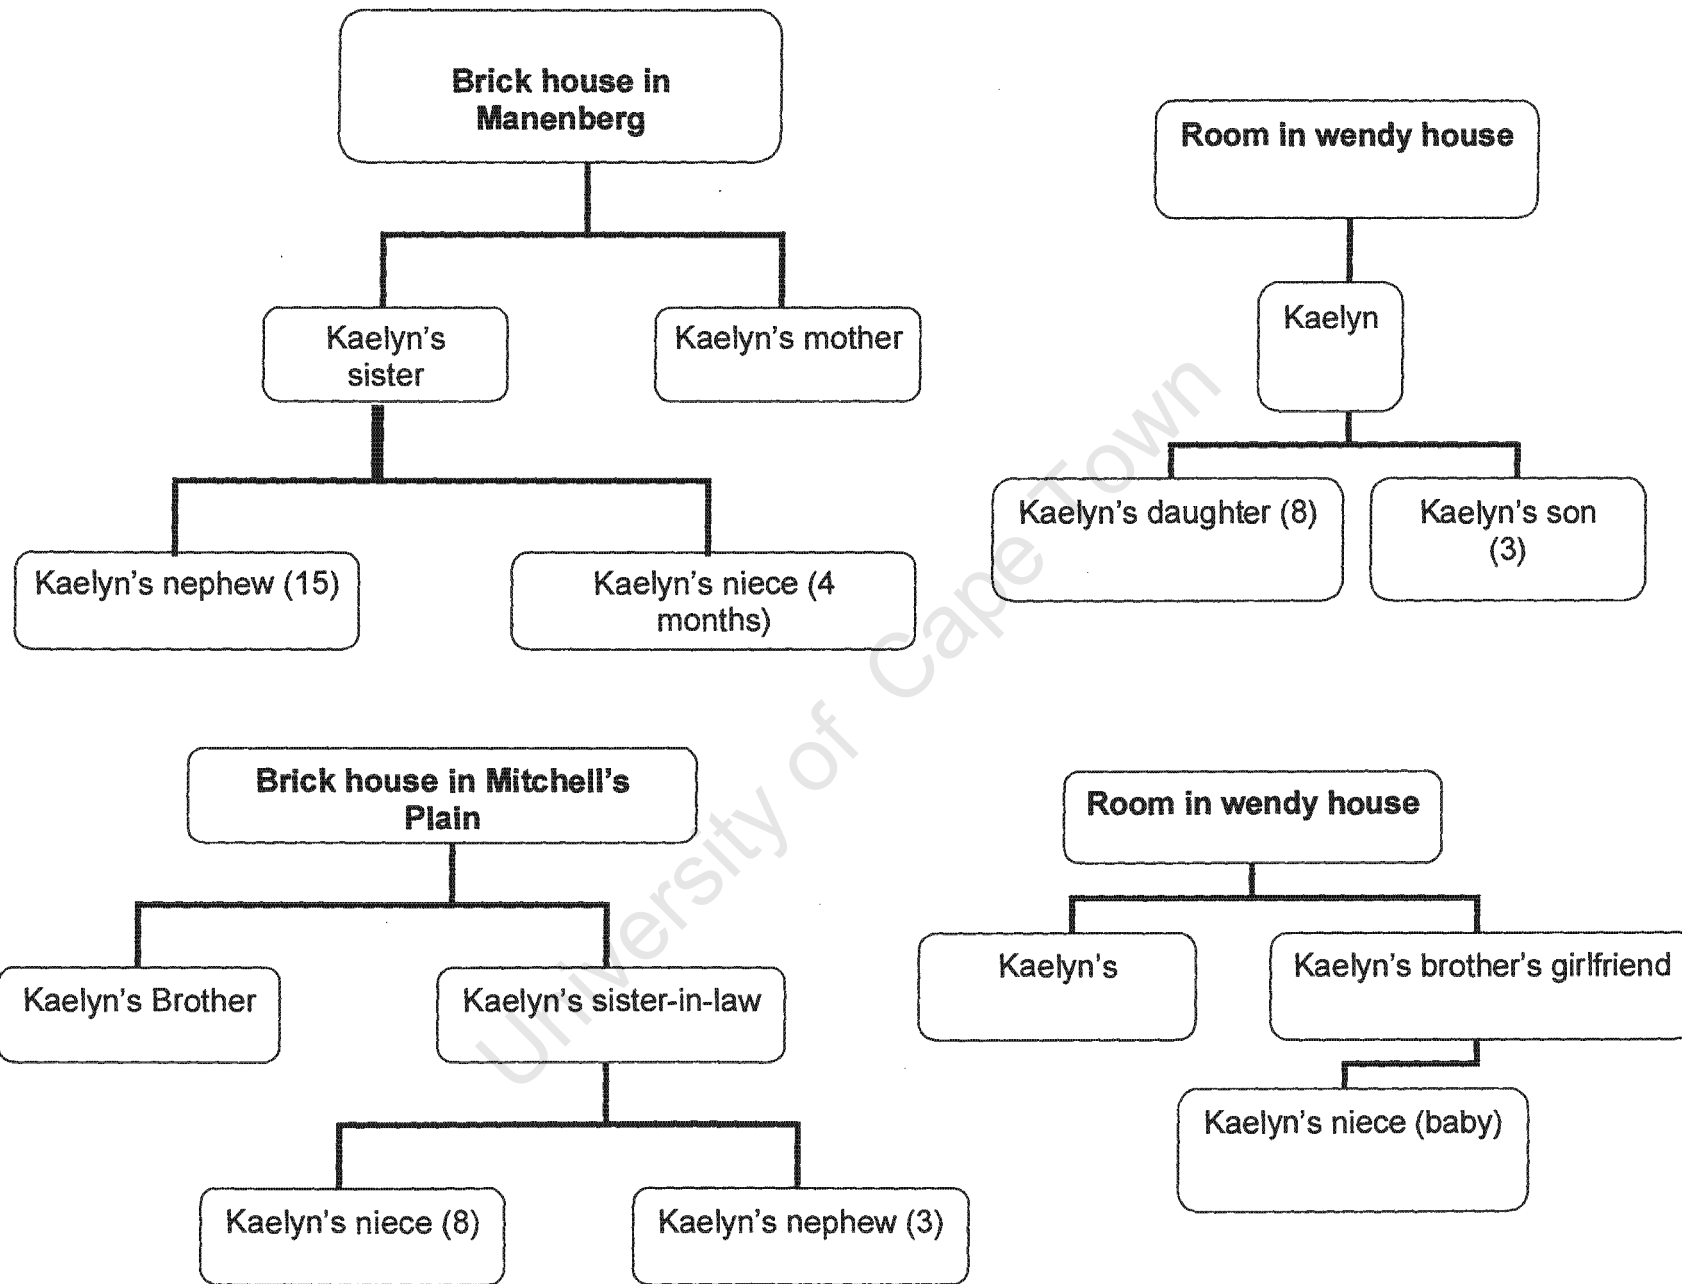 Brick house in
Manenberg
Kaelyn's
sister
Kaelyn's mother
Kaelyn's nephew (15)
Kaelyn's niece (4
months)
Room in wendy house
Kaelyn
Kaelyn's daughter (8)
Kaelyn's son
(3)
Brick house in Mitchell's
Plain
Kaelyn's Brother
Kaelyn's sister-in-law
Kaelyn's niece (8)
Kaelyn's nephew (3)
Room in wendy house
Kaelyn's
Kaelyn's brother's girlfriend
Kaelyn's niece (baby)
University of Cape Town